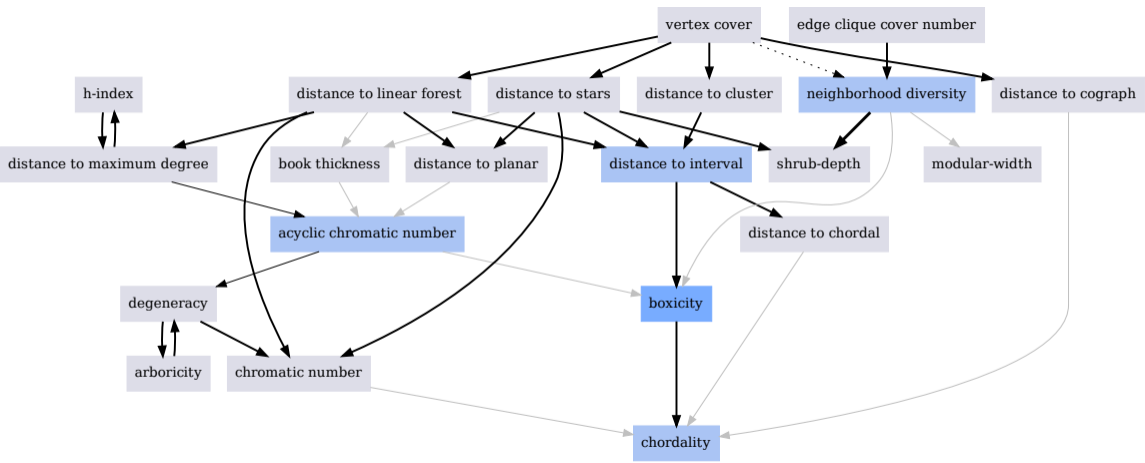 vertex cover
edge clique cover number
h-index
distance to linear forest
distance to stars
distance to cluster
neighborhood diversity
distance to cograph
distance to maximum degree
book thickness
distance to planar
distance to interval
shrub-depth
modular-width
acyclic chromatic number
distance to chordal
degeneracy
boxicity
arboricity
chromatic number
chordality